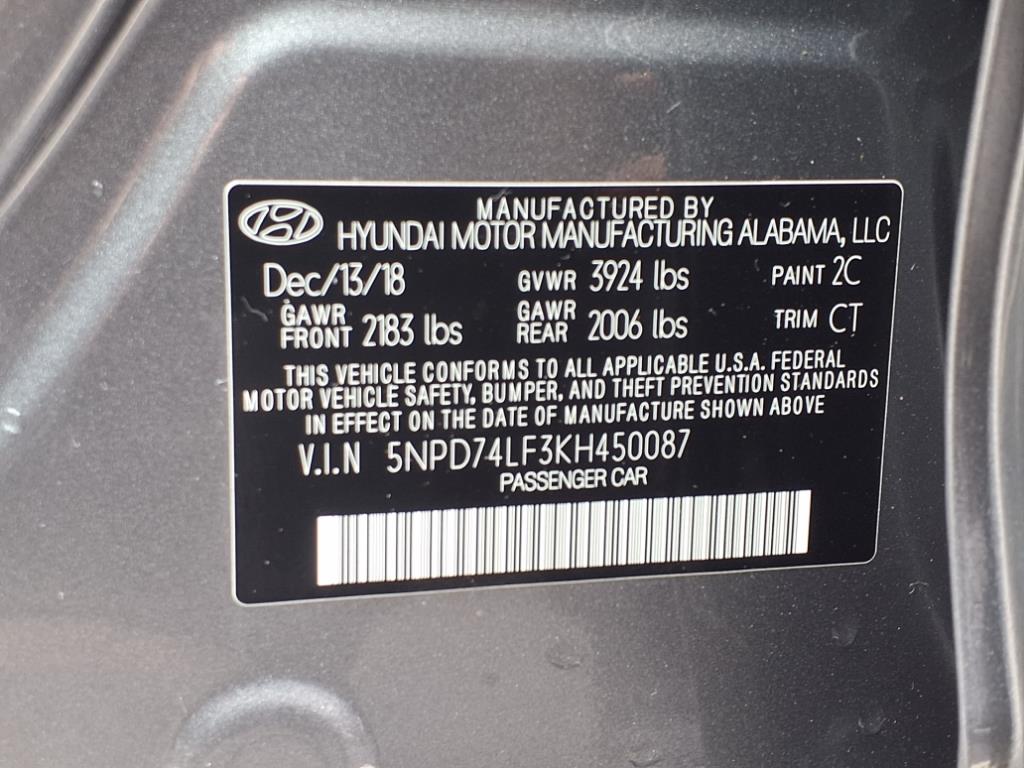 MANUFACTURED BY
HYUNDAI MOTOR MANUFACTURING ALABAMA, LLC
Dec/13/18 GVWR 3924 lbs PAINT 2C
GAWR FRONT 2183 lbs GAWR REAR 2006 lbs TRIM CT
THIS VEHICLE CONFORMS TO ALL APPLICABLE U.S.A. FEDERAL
MOTOR VEHICLE SAFETY, BUMPER, AND THEFT PREVENTION STANDARDS
IN EFFECT ON THE DATE OF MANUFACTURE SHOWN ABOVE
V.I.N 5NPD74LF3KH450087
PASSENGER CAR